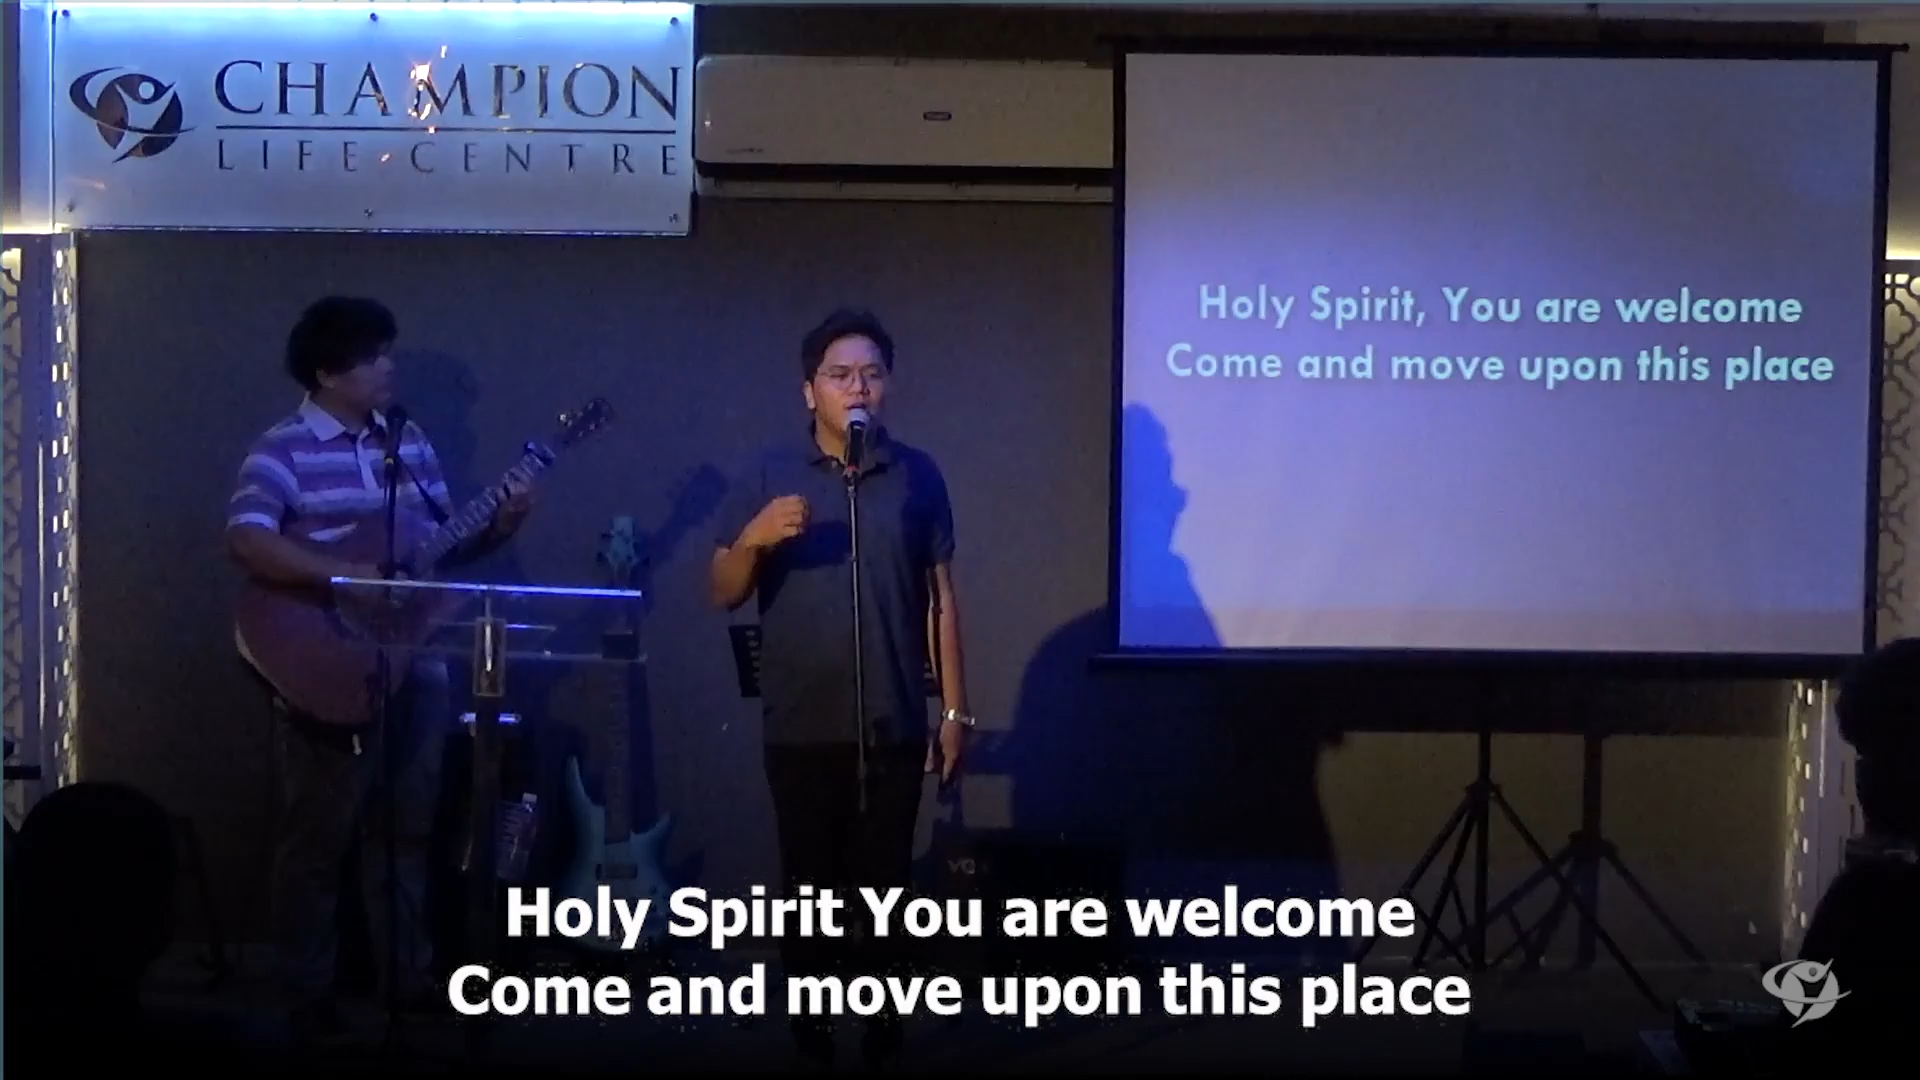 CHAMPION
LIFE CENTRE
Holy Spirit, You are welcome
Come and move upon this place
Holy Spirit You are welcome
Come and move upon this place